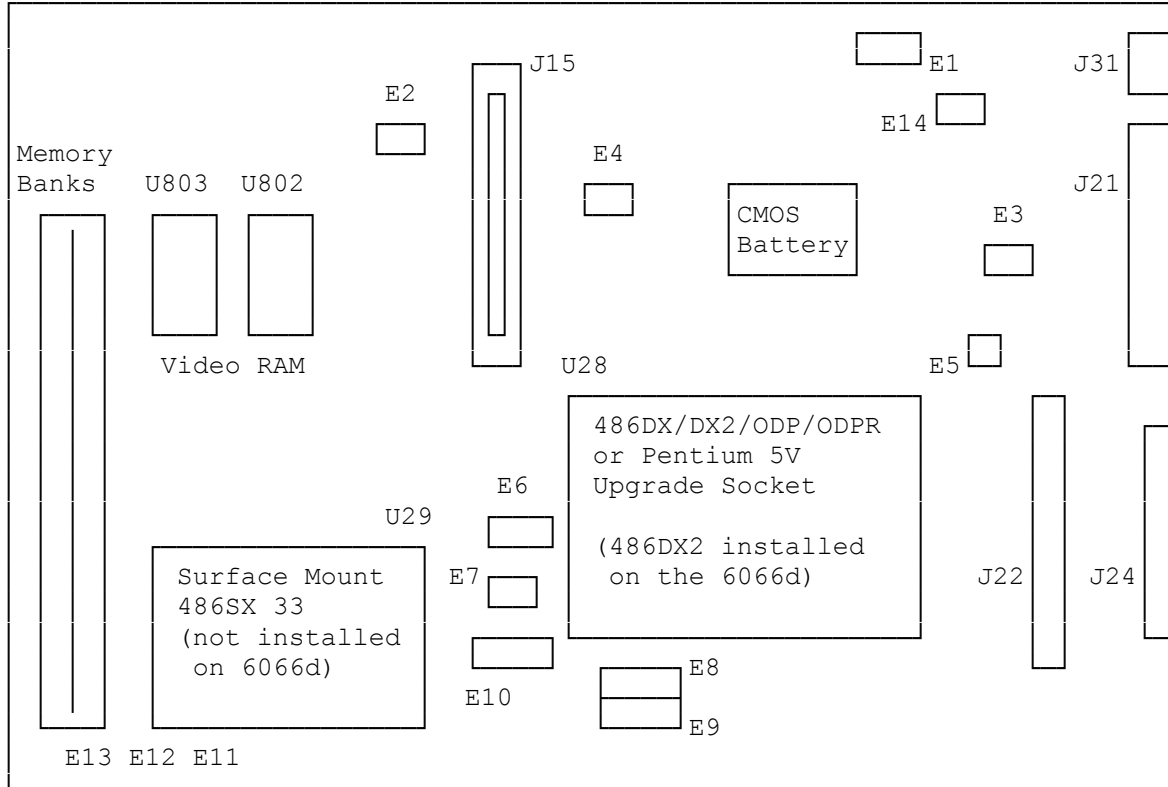 J15
E1
J31
E2
E14
Memory
Banks
U803
U802
E4
J21
CMOS
Battery
E3
Video RAM
U28
E5
486DX/DX2/ODP/ODPR
or Pentium 5V
Upgrade Socket
(486DX2 installed
on the 6066d)
E6
U29
Surface Mount
486SX 33
(not installed
on 6066d)
E7
J22
J24
E10
E8
E9
E13 E12 E11